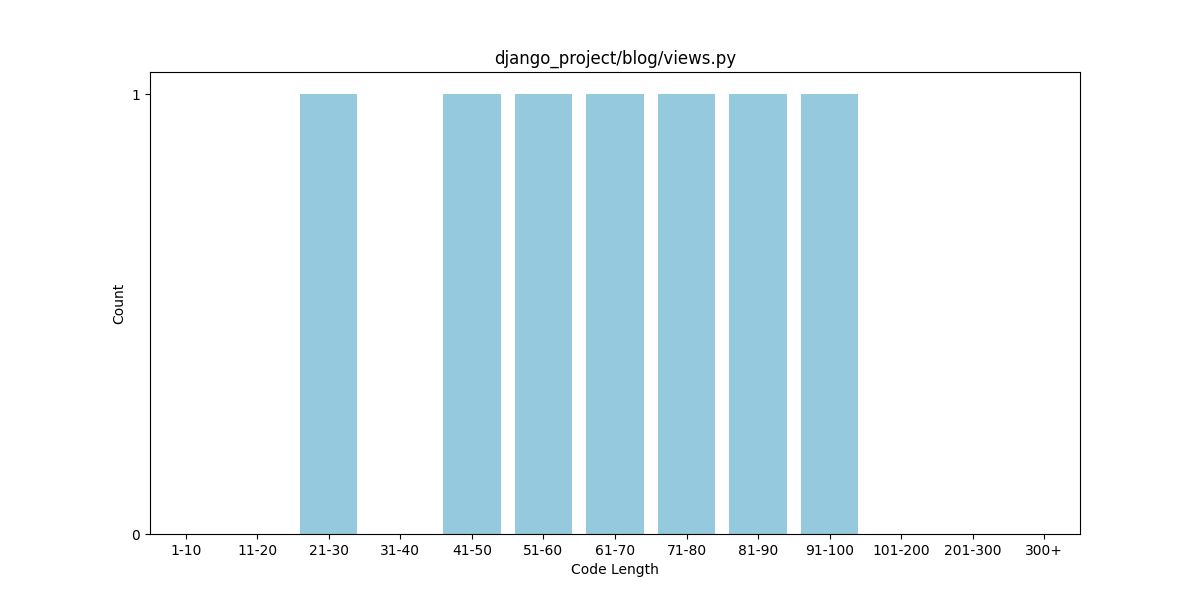 django_project/blog/views.py
1
0
Count
1-10 11-20 21-30 31-40 41-50 51-60 61-70 71-80 81-90 91-100 101-200 201-300 300+
Code Length